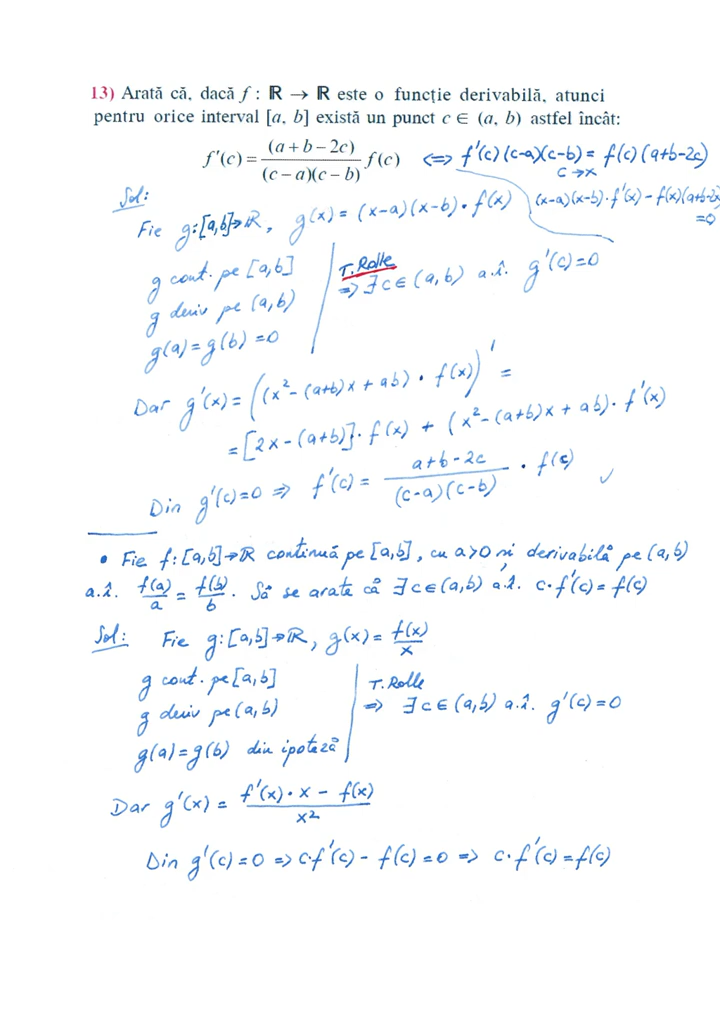 13) Arată că, dacă f : ℝ → ℝ este o funcție derivabilă, atunci
pentru orice interval [a, b] există un punct c ∈ (a, b) astfel încât:
f'(c) = (a + b − 2c) / ((c − a)(c − b)) f(c) <=> f'(c)(c-a)(c-b) = f(c)(a+b-2c)
c → x
Sol:
(x-a)(x-b)·f'(x) - f(x)(a+b-2x) = 0
Fie g:[a,b]→ℝ, g(x) = (x-a)(x-b)·f(x)
g cont. pe [a,b]
g deriv pe (a,b)
g(a) = g(b) = 0
T. Rolle
=> ∃ c ∈ (a,b) a.î. g'(c) = 0
Dar g'(x) = ((x² - (a+b)x + ab) · f(x))' =
= [2x - (a+b)] · f(x) + (x² - (a+b)x + ab) · f'(x)
Din g'(c) = 0 => f'(c) = (a+b-2c) / ((c-a)(c-b)) · f(c) ✓
• Fie f:[a,b]→ℝ continuă pe [a,b], cu a>0 și derivabilă pe (a,b)
a.î. f(a)/a = f(b)/b. Să se arate că ∃ c ∈ (a,b) a.î. c·f'(c) = f(c)
Sol: Fie g:[a,b]→ℝ, g(x) = f(x)/x
g cont. pe [a,b]
g deriv pe (a,b)
g(a) = g(b) din ipoteză
T. Rolle
=> ∃ c ∈ (a,b) a.î. g'(c) = 0
Dar g'(x) = (f'(x)·x - f(x)) / x²
Din g'(c) = 0 => c·f'(c) - f(c) = 0 => c·f'(c) = f(c)